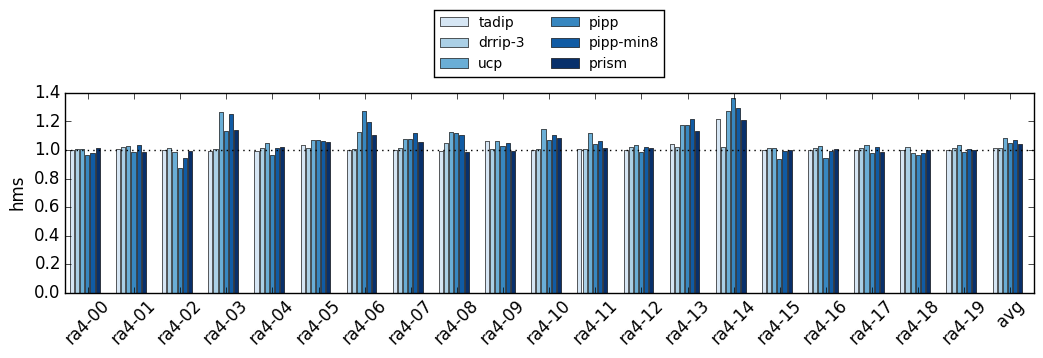 tadip
drrip-3
ucp
pipp
pipp-min8
prism
hms
1.4
1.2
1.0
0.8
0.6
0.4
0.2
0.0
ra4-00
ra4-01
ra4-02
ra4-03
ra4-04
ra4-05
ra4-06
ra4-07
ra4-08
ra4-09
ra4-10
ra4-11
ra4-12
ra4-13
ra4-14
ra4-15
ra4-16
ra4-17
ra4-18
ra4-19
avg